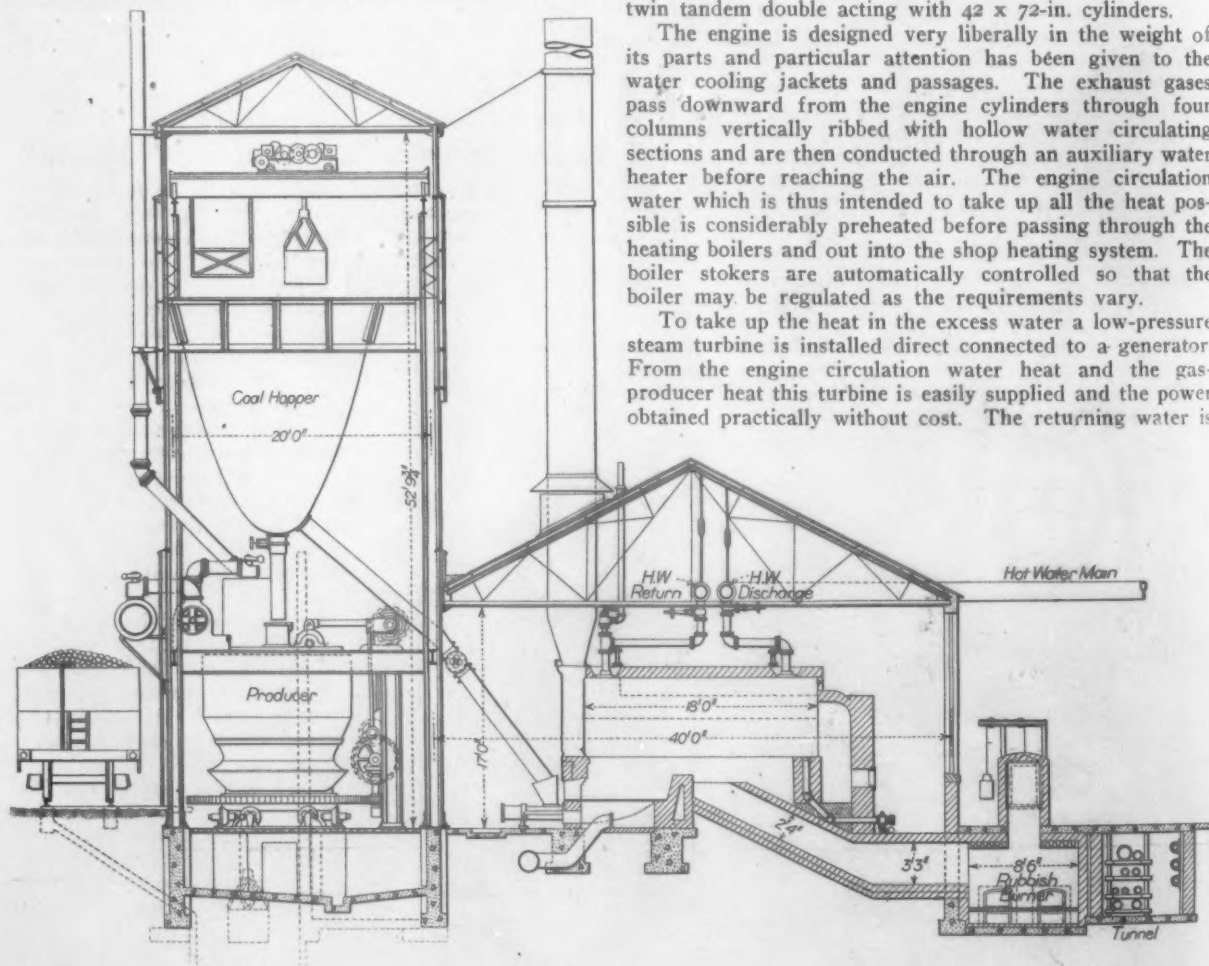 twin tandem double acting with 42 x 72-in. cylinders.
The engine is designed very liberally in the weight of
its parts and particular attention has been given to the
water cooling jackets and passages. The exhaust gases
pass downward from the engine cylinders through four
columns vertically ribbed with hollow water circulating
sections and are then conducted through an auxiliary water
heater before reaching the air. The engine circulation
water which is thus intended to take up all the heat pos-
sible is considerably preheated before passing through the
heating boilers and out into the shop heating system. The
boiler stokers are automatically controlled so that the
boiler may be regulated as the requirements vary.
To take up the heat in the excess water a low-pressure
steam turbine is installed direct connected to a generator
From the engine circulation water heat and the gas-
producer heat this turbine is easily supplied and the power
obtained practically without cost. The returning water is
Coal Hopper
20'0"
52'9¾"
H.W.
Return
H.W.
Discharge
Hot Water Main
Producer
18'0"
40'0"
17'0"
24"
3'3"
8'6"
Rubbish
Burner
Tunnel